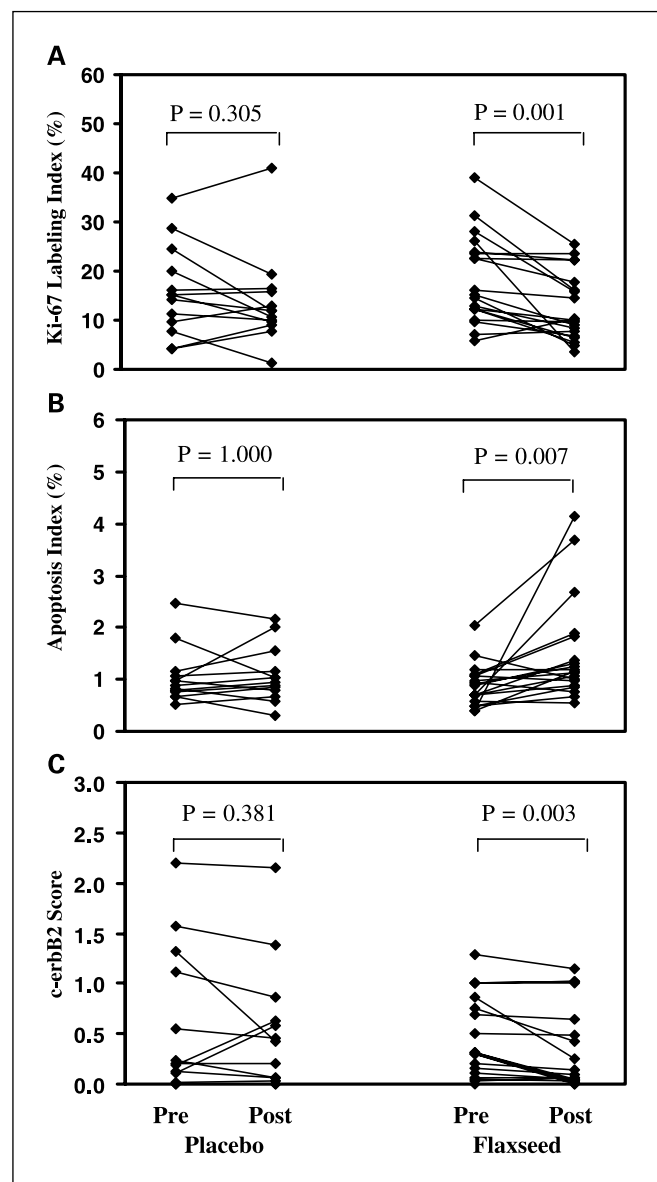 A
Ki-67 Labeling Index (%)
60
50
40
30
20
10
0
P = 0.305
P = 0.001
B
Apoptosis Index (%)
6
5
4
3
2
1
0
P = 1.000
P = 0.007
C
c-erbB2 Score
3.0
2.5
2.0
1.5
1.0
0.5
0.0
P = 0.381
P = 0.003
Pre Post Pre Post
Placebo Flaxseed